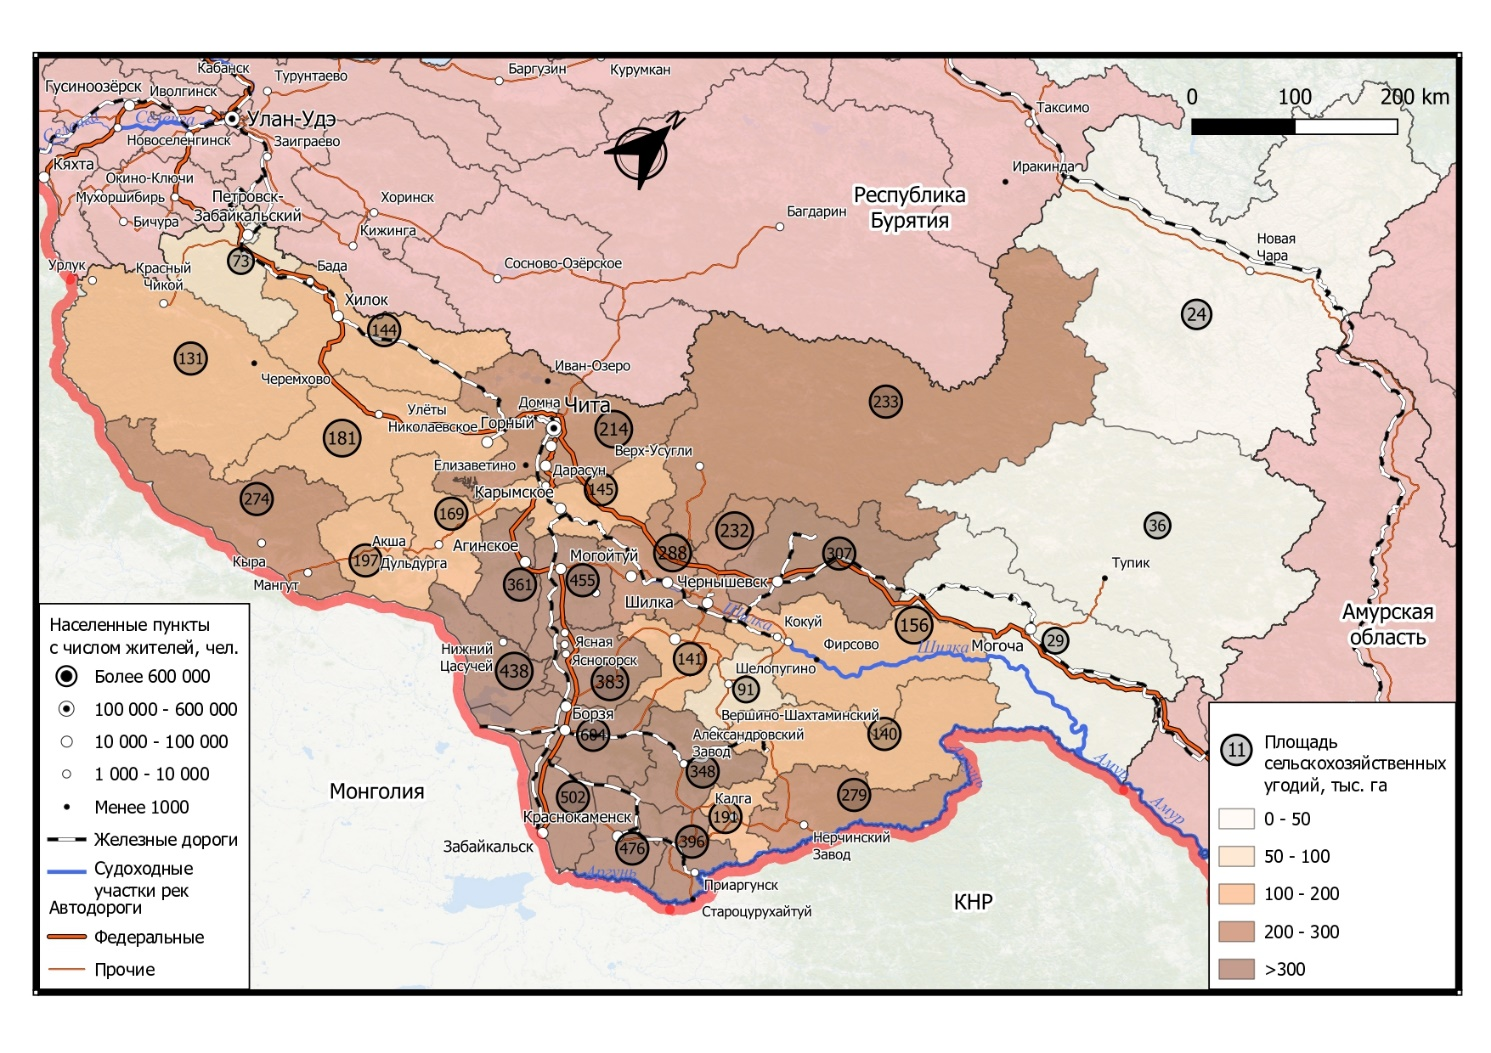 Кабанск
Турунтаево
Баргузин
Курумкан
Гусиноозёрск
Иволгинск
Таксимо
0 100 200 km
N
Селенга
Селенга
Улан-Удэ
Новоселенгинск
Заиграево
Кяхта
Иракинда
Окино-Ключи
Мухоршибирь
Петровск-
Забайкальский
Хоринск
Республика
Бурятия
Багдарин
Бичура
Кижинга
Новая
Чара
Урлук
Красный
Чикой
73
Бада
Сосново-Озёрское
Хилок
144
24
131
Иван-Озеро
Черемхово
233
Улёты
Домна
Чита
Николаевское
Горный
214
181
Верх-Усугли
Елизаветино
Дарасун
Карымское
145
274
169
36
232
Акша
Агинское
Могойтуй
288
307
Кыра
197
Дульдурга
Тупик
Мангут
361
455
Чернышевск
Шилка
Шилка
Амурская
область
Кокуй
156
29
Населенные пункты
с числом жителей, чел.
Более 600 000
100 000 - 600 000
10 000 - 100 000
1 000 - 10 000
Менее 1000
Железные дороги
Судоходные
участки рек
Автодороги
Федеральные
Прочие
Ясная
Нижний
Цасучей
Ясногорск
Фирсово
Шилка
Могоча
141
Шелопугино
438
383
91
Борзя
Вершино-Шахтаминский
604
Александровский
Завод
140
Аргунь
Амур
Амур
348
Монголия
502
Калга
279
Краснокаменск
191
Забайкальск
476
396
Нерчинский
Завод
Аргунь
Приаргунск
КНР
Староцурухайтуй
11
Площадь
сельскохозяйственных
угодий, тыс. га
0 - 50
50 - 100
100 - 200
200 - 300
>300